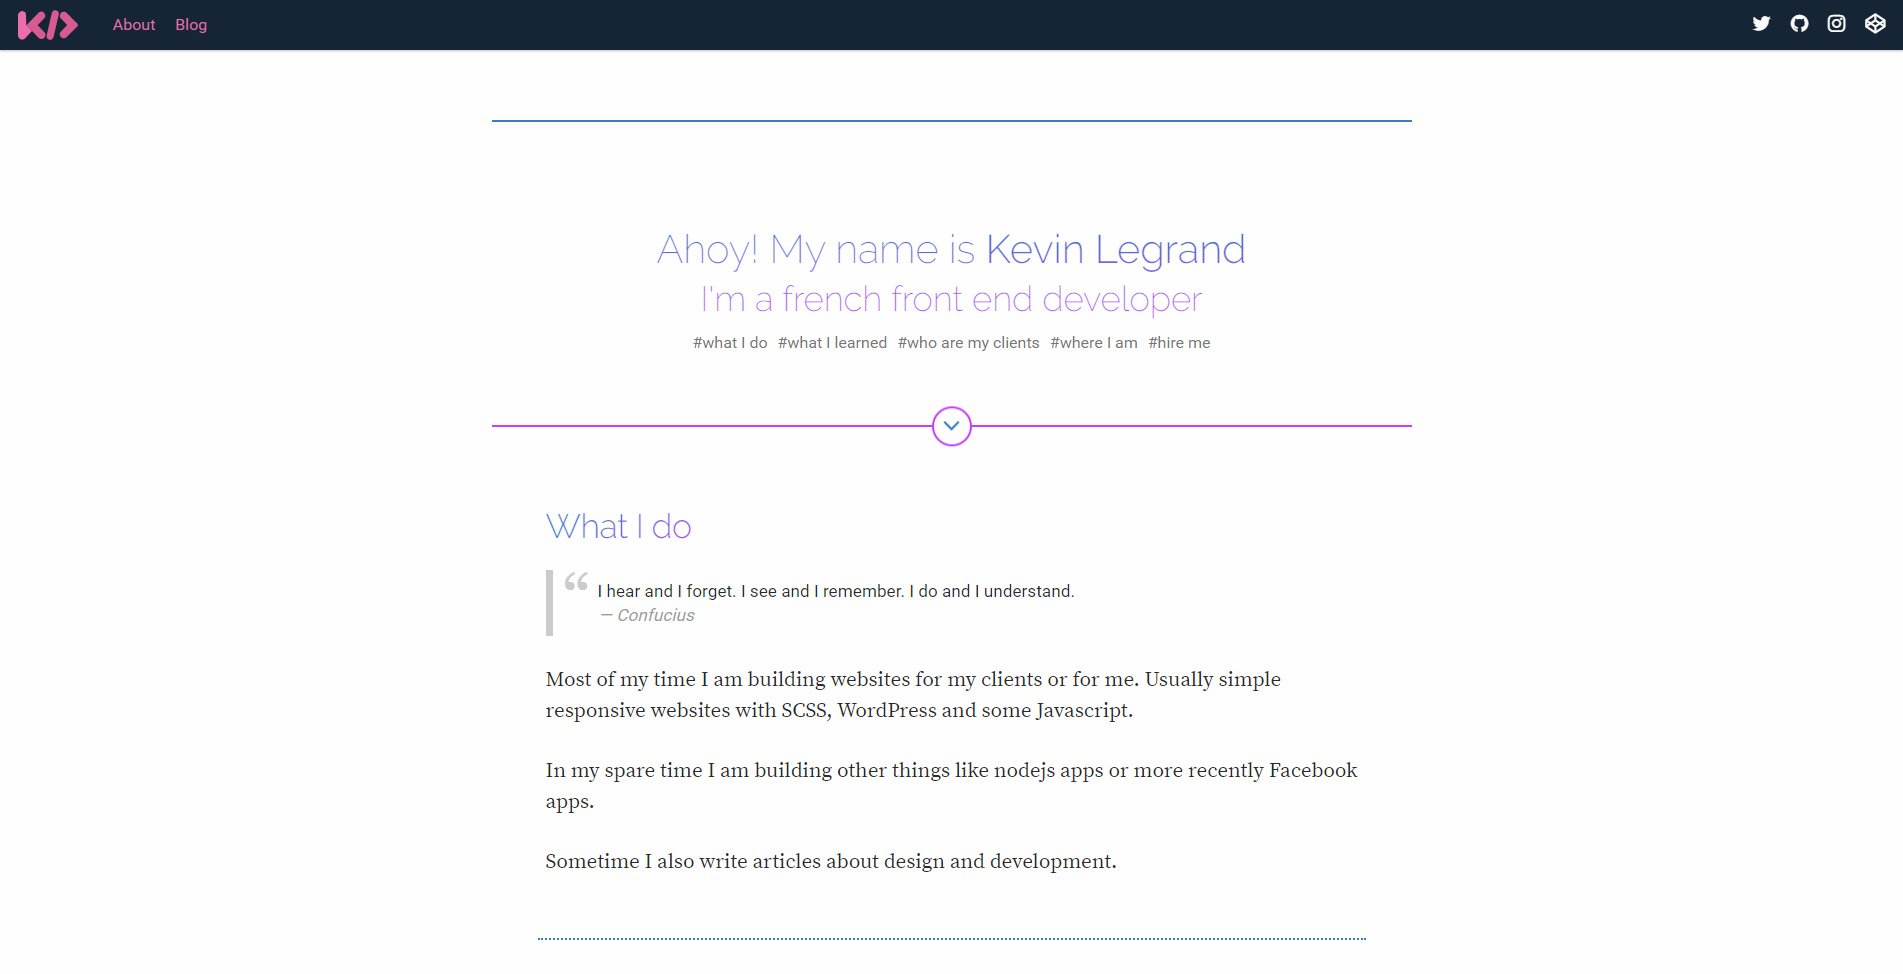 About Blog
Ahoy! My name is Kevin Legrand
I'm a french front end developer
#what I do #what I learned #who are my clients #where I am #hire me
What I do
“ I hear and I forget. I see and I remember. I do and I understand.
— Confucius
Most of my time I am building websites for my clients or for me. Usually simple
responsive websites with SCSS, WordPress and some Javascript.
In my spare time I am building other things like nodejs apps or more recently Facebook
apps.
Sometime I also write articles about design and development.